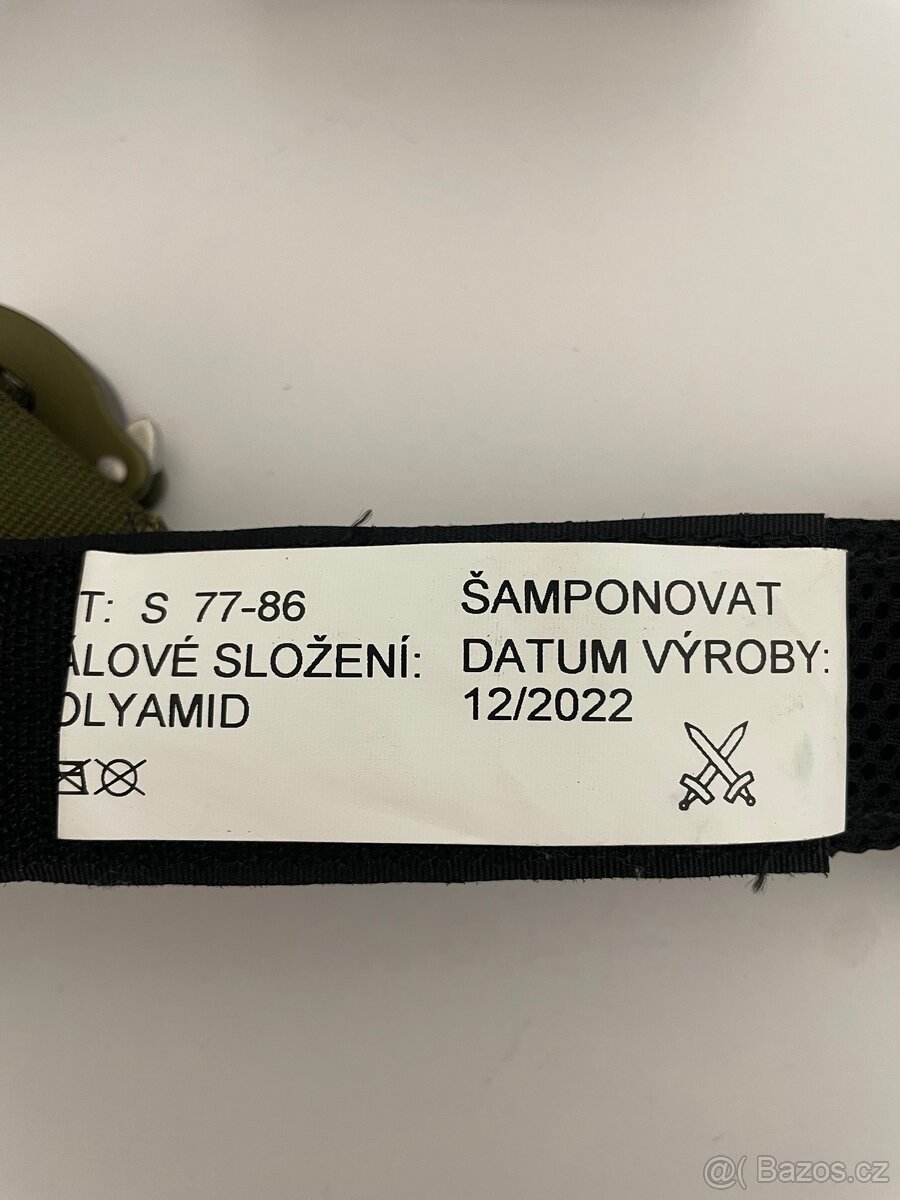 T: S 77-86
ÁLOVÉ SLOŽENÍ:
OLYAMID
ŠAMPONOVAT
DATUM VÝROBY:
12/2022
@( Bazos.cz